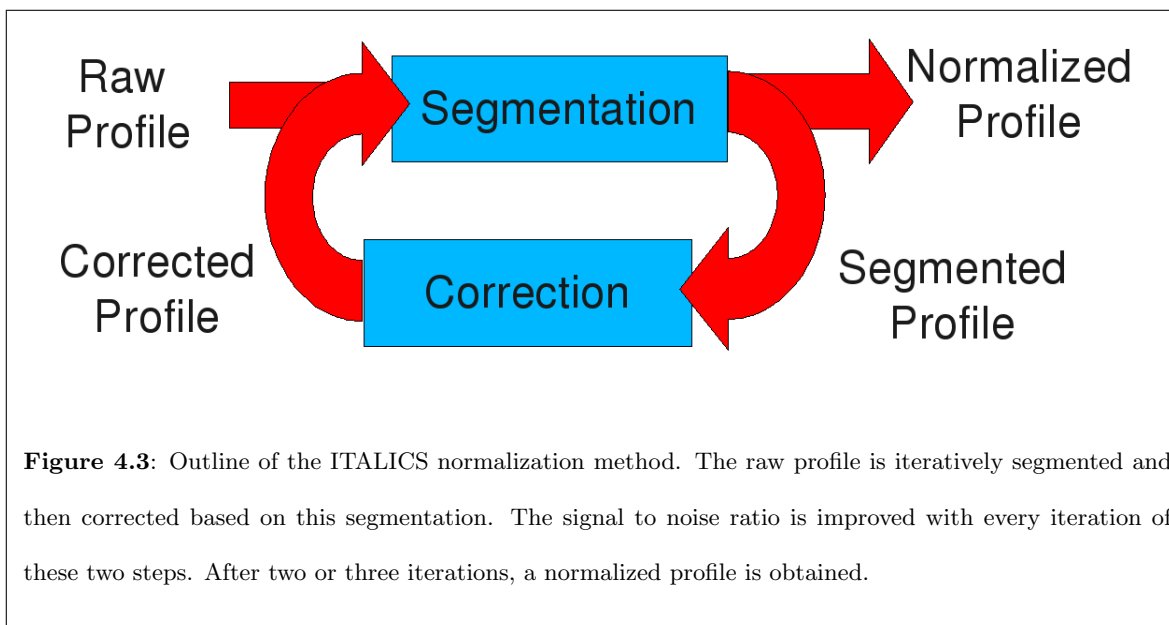 Raw
Profile
Segmentation
Normalized
Profile
Corrected
Profile
Correction
Segmented
Profile
Figure 4.3: Outline of the ITALICS normalization method. The raw profile is iteratively segmented and
then corrected based on this segmentation. The signal to noise ratio is improved with every iteration of
these two steps. After two or three iterations, a normalized profile is obtained.